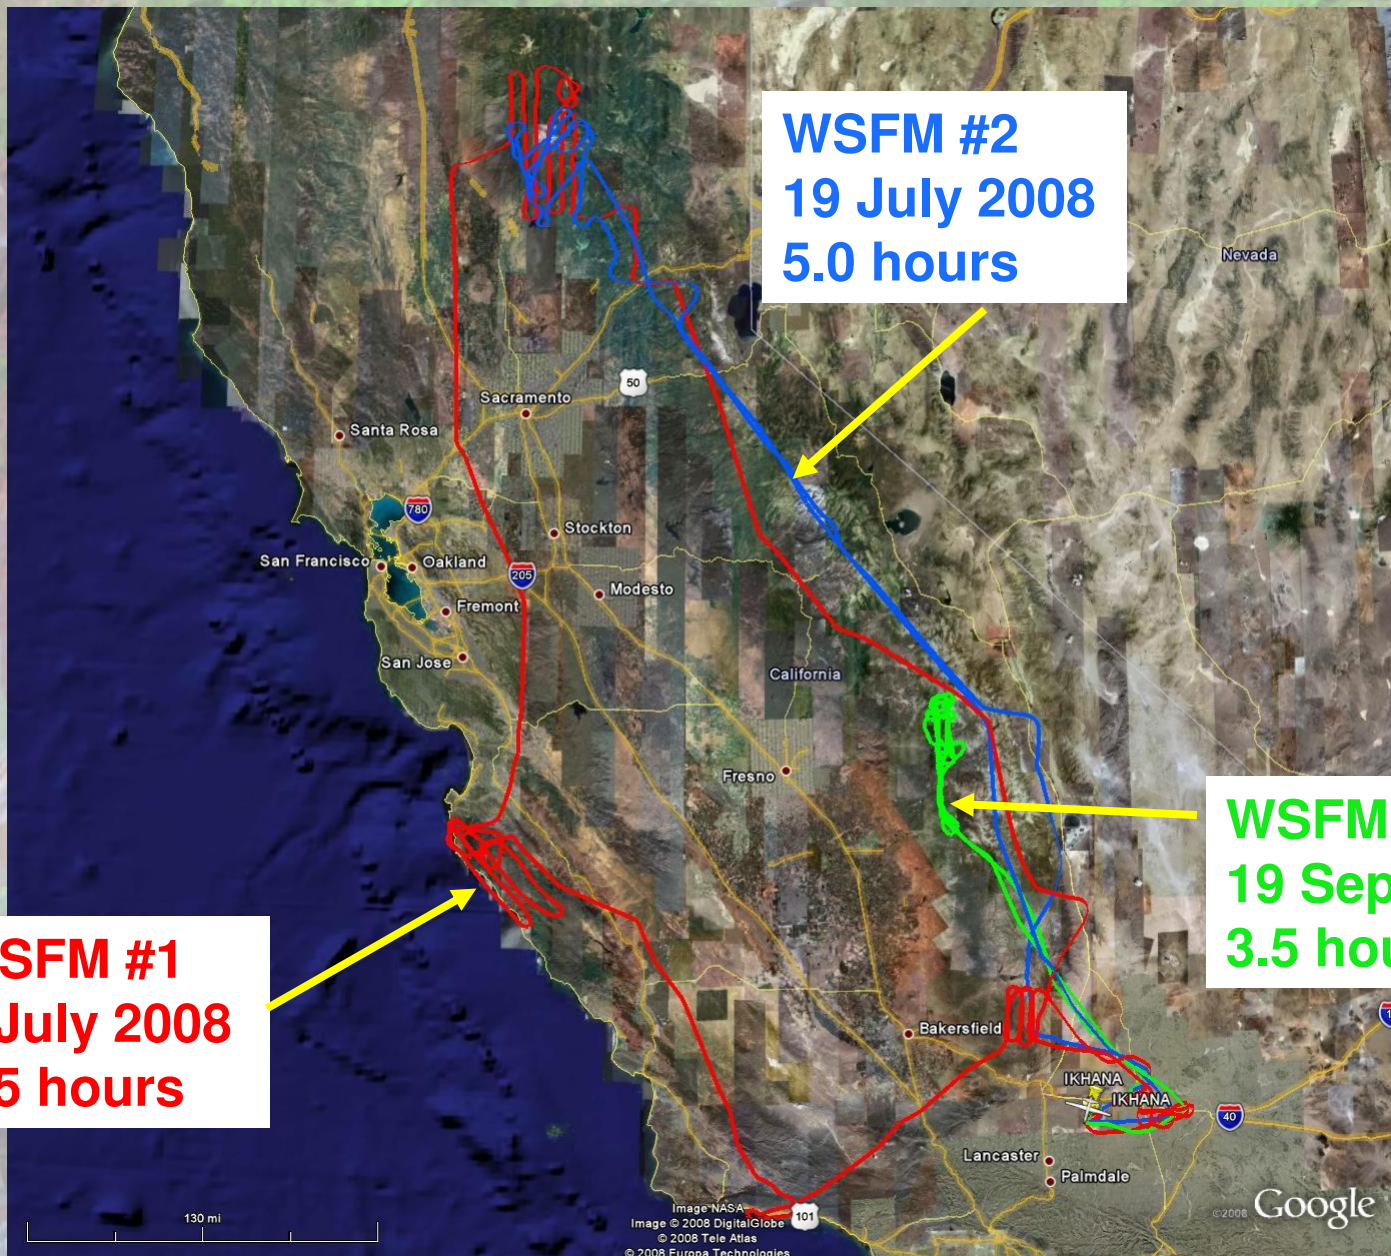 WSFM #2
19 July 2008
5.0 hours
Nevada
50
Sacramento
Santa Rosa
780
Stockton
San Francisco
Oakland
205
Modesto
Fremont
San Jose
California
Fresno
WSFM
19 Sep
3.5 hou
SFM #1
July 2008
5 hours
Bakersfield
IKHANA
IKHANA
40
Lancaster
Palmdale
130 mi
101
Image NASA
Image © 2008 DigitalGlobe
© 2008 Tele Atlas
© 2008 Europa Technologies
©2008 Google